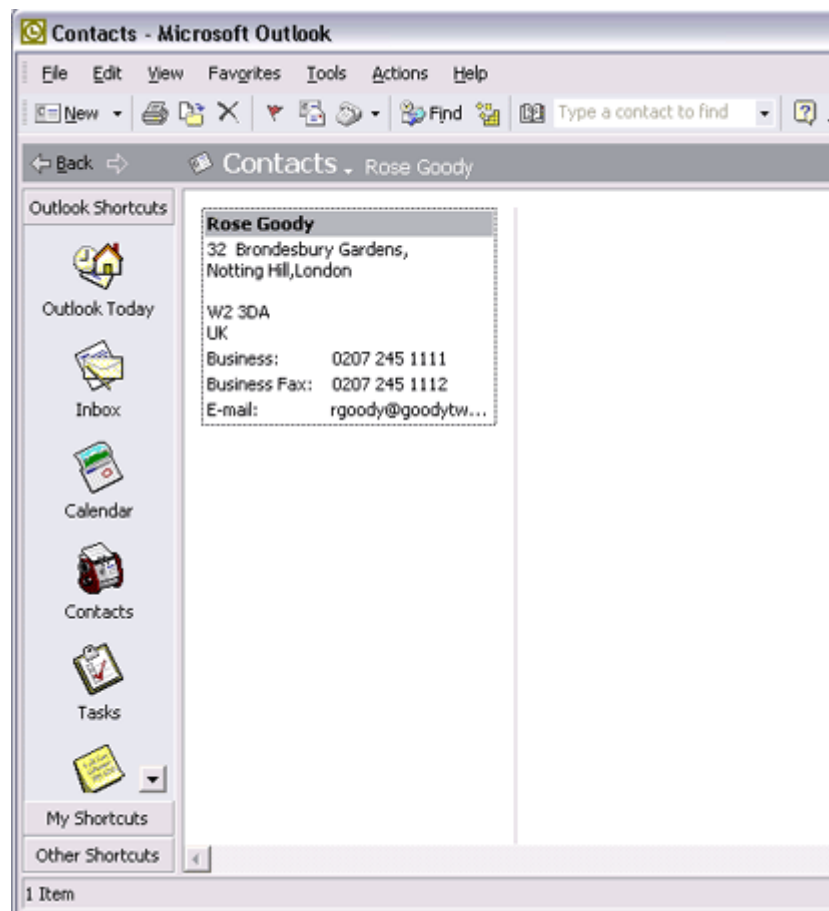 Contacts - Microsoft Outlook
File Edit View Favorites Tools Actions Help
New Find Type a contact to find
Back Contacts Rose Goody
Outlook Shortcuts
Outlook Today
Inbox
Calendar
Contacts
Tasks
My Shortcuts
Other Shortcuts
Rose Goody
32 Brondesbury Gardens,
Notting Hill,London
W2 3DA
UK
Business: 0207 245 1111
Business Fax: 0207 245 1112
E-mail: rgoody@goodytw...
1 Item